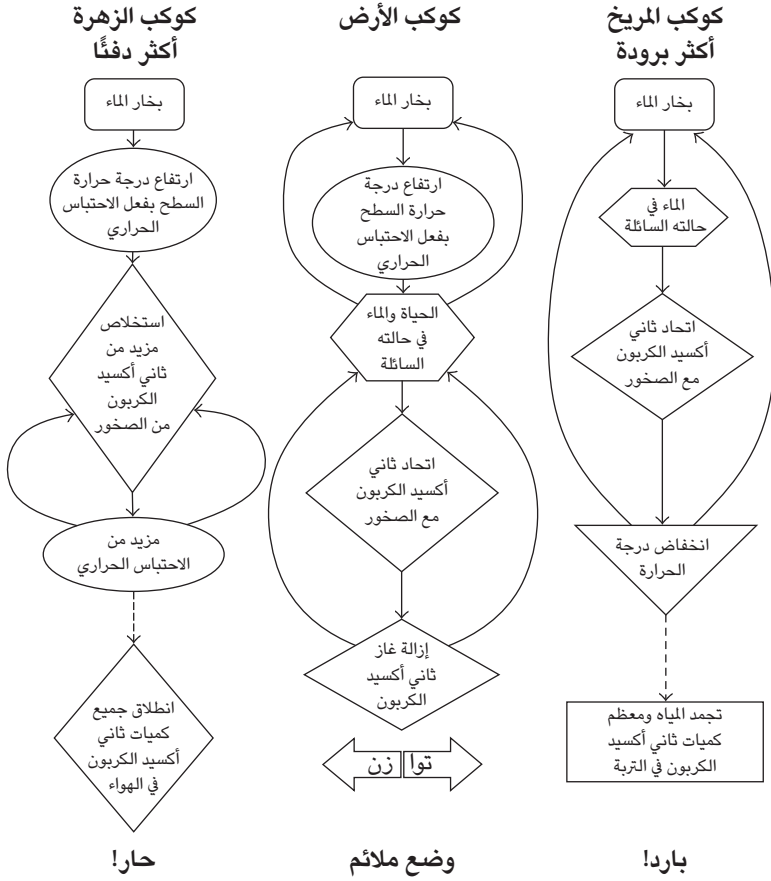 كوكب الزهرة
أكثر دفئًا
بخار الماء
ارتفاع درجة حرارة
السطح بفعل الاحتباس
الحراري
استخلاص
مزيد من
ثاني أكسيد
الكربون
من الصخور
مزيد من
الاحتباس الحراري
انطلاق جميع
كميات ثاني
أكسيد الكربون
في الهواء
حار!
كوكب الأرض
بخار الماء
ارتفاع درجة
حرارة السطح
بفعل الاحتباس
الحراري
الحياة والماء
في حالته
السائلة
اتحاد ثاني
أكسيد الكربون
مع الصخور
إزالة غاز
ثاني أكسيد
الكربون
توا زن
وضع ملائم
كوكب المريخ
أكثر برودة
بخار الماء
الماء في
حالته السائلة
اتحاد ثاني
أكسيد الكربون
مع الصخور
انخفاض درجة
الحرارة
تجمد المياه ومعظم
كميات ثاني أكسيد
الكربون في التربة
بارد!